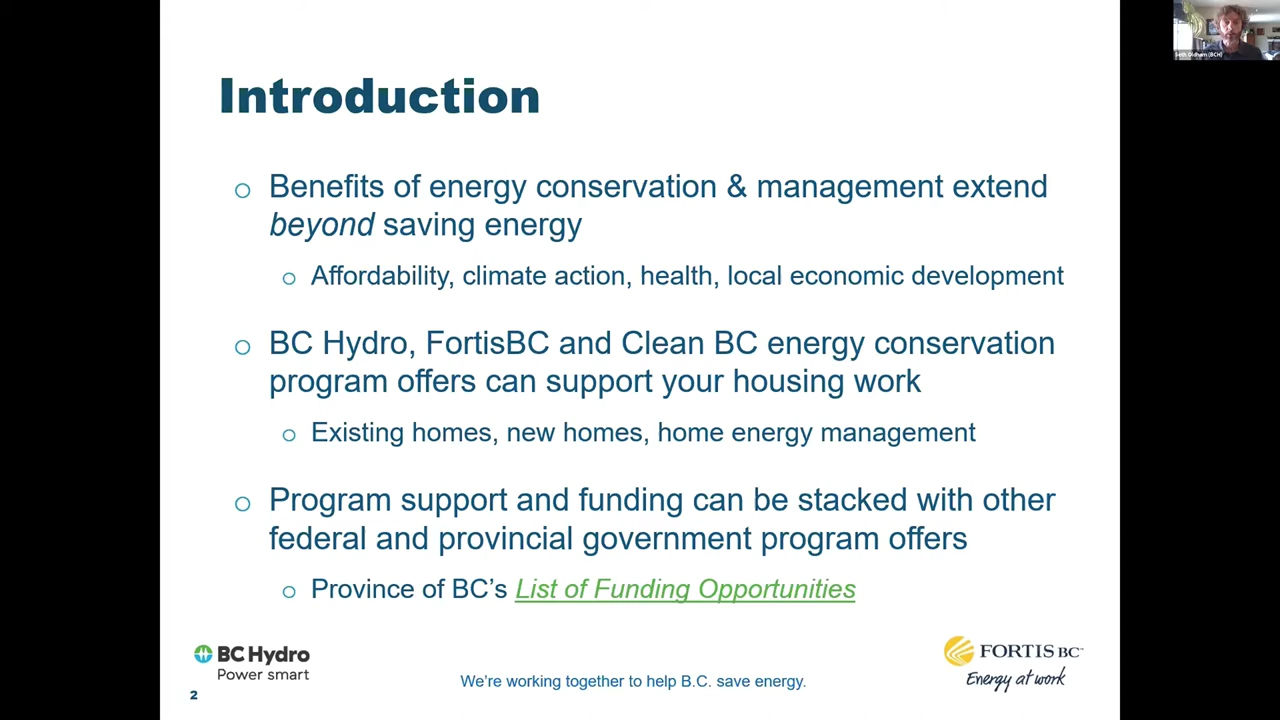 Seth Oldham (BCH)
Introduction
Benefits of energy conservation & management extend
beyond saving energy
Affordability, climate action, health, local economic development
BC Hydro, FortisBC and Clean BC energy conservation
program offers can support your housing work
Existing homes, new homes, home energy management
Program support and funding can be stacked with other
federal and provincial government program offers
Province of BC’s List of Funding Opportunities
BC Hydro
Power smart
FORTIS BC™
Energy at work
We’re working together to help B.C. save energy.
2